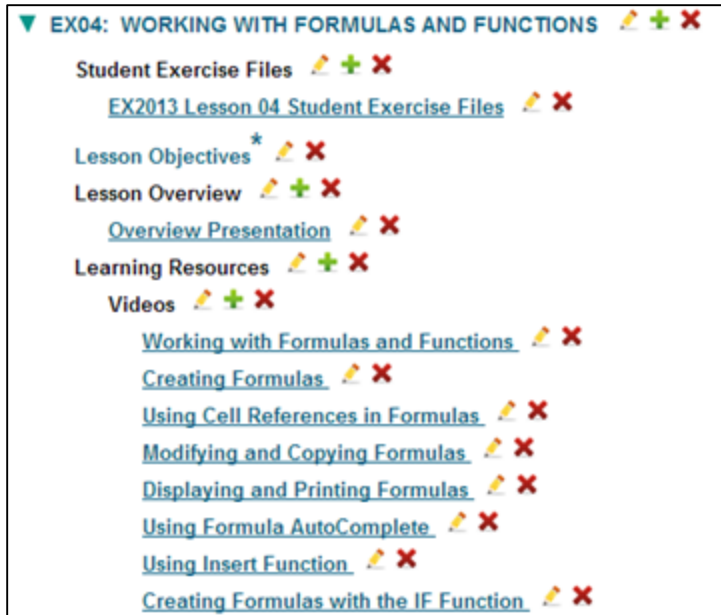 EX04: WORKING WITH FORMULAS AND FUNCTIONS
Student Exercise Files
EX2013 Lesson 04 Student Exercise Files
Lesson Objectives*
Lesson Overview
Overview Presentation
Learning Resources
Videos
Working with Formulas and Functions
Creating Formulas
Using Cell References in Formulas
Modifying and Copying Formulas
Displaying and Printing Formulas
Using Formula AutoComplete
Using Insert Function
Creating Formulas with the IF Function